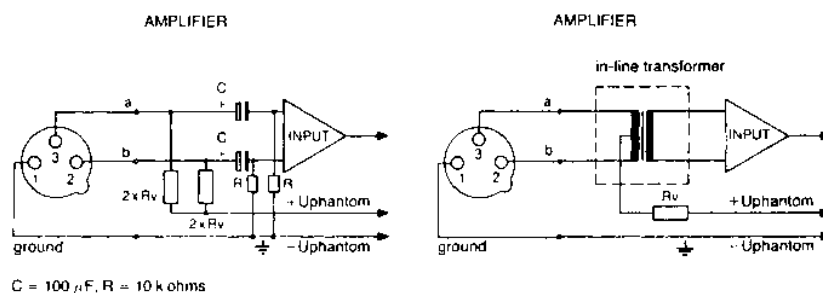 AMPLIFIER
C
+
a
C
+
b
3
1
2
INPUT
R
R
2 x Rv
2 x Rv
+ Uphantom
ground
- Uphantom
C = 100 µF, R = 10 k ohms
AMPLIFIER
in-line transformer
a
b
3
1
2
INPUT
Rv
+ Uphantom
ground
- Uphantom